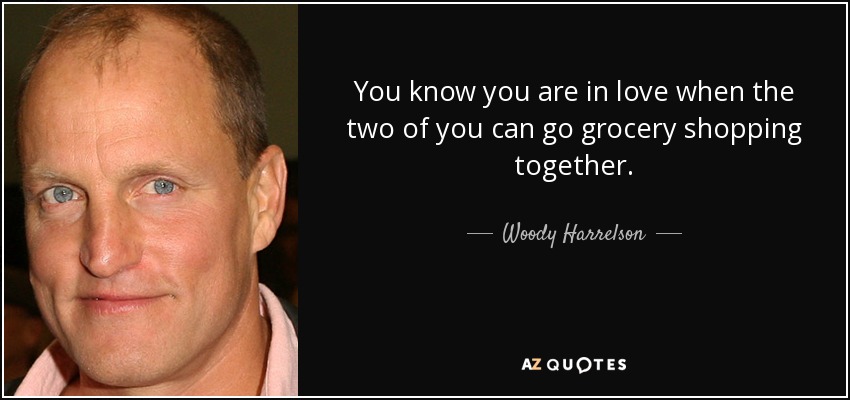 You know you are in love when the
two of you can go grocery shopping
together.
Woody Harrelson
AZ QUOTES